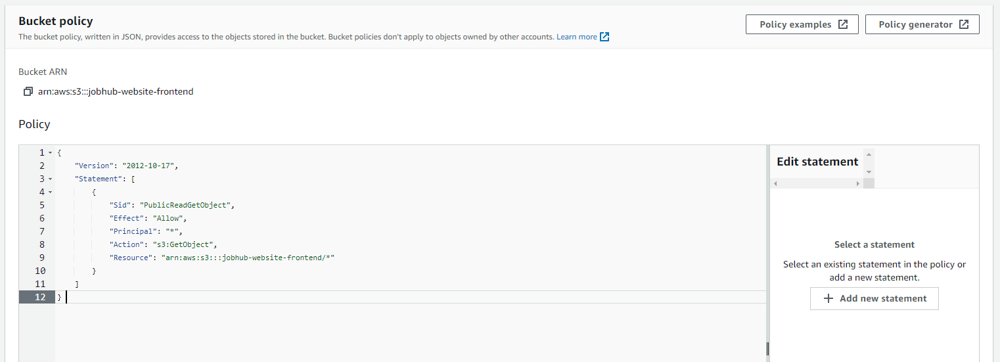 Bucket policy
Policy examples
Policy generator
The bucket policy, written in JSON, provides access to the objects stored in the bucket. Bucket policies don't apply to objects owned by other accounts. Learn more
Bucket ARN
arn:aws:s3:::jobhub-website-frontend
Policy
1 {
2 "Version": "2012-10-17",
3 "Statement": [
4 {
5 "Sid": "PublicReadGetObject",
6 "Effect": "Allow",
7 "Principal": "*",
8 "Action": "s3:GetObject",
9 "Resource": "arn:aws:s3:::jobhub-website-frontend/*"
10 }
11 ]
12 }
Edit statement
Select a statement
Select an existing statement in the policy or
add a new statement.
+ Add new statement